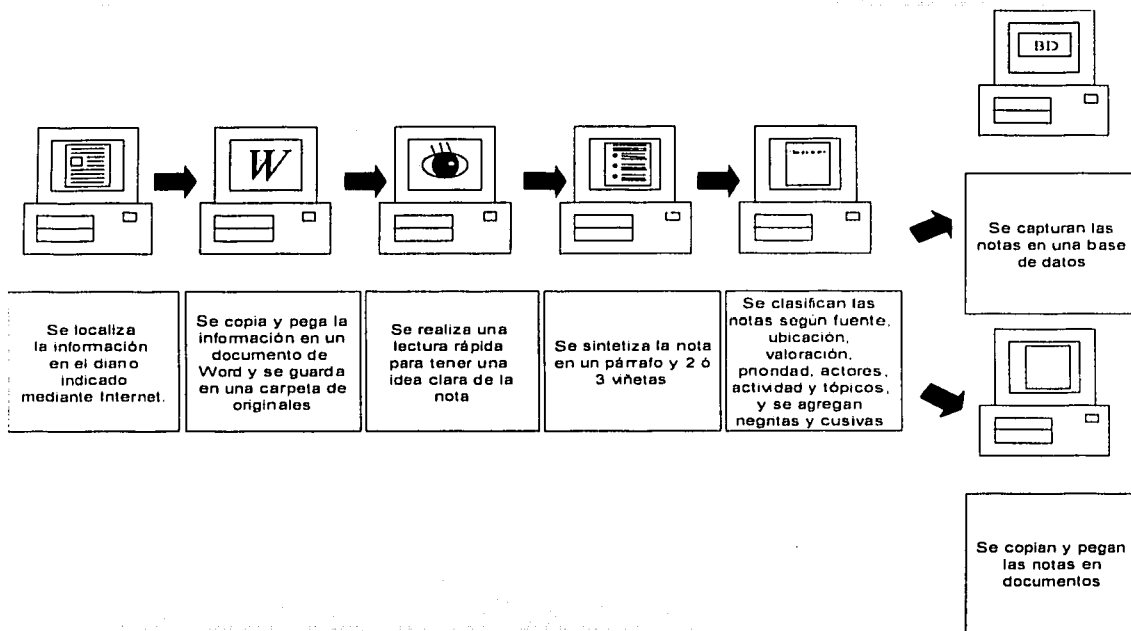 BD
W
Se localiza
la información
en el diano
indicado
mediante Internet.
Se copia y pega la
información en un
documento de
Word y se guarda
en una carpeta de
originales
Se realiza una
lectura rápida
para tener una
idea clara de la
nota
Se sintetiza la nota
en un párrafo y 2 ó
3 viñetas
Se clasifican las
notas según fuente,
ubicación,
valoración,
prioridad, actores,
actividad y tópicos,
y se agregan
negritas y cusivas
Se capturan las
notas en una base
de datos
Se copian y pegan
las notas en
documentos